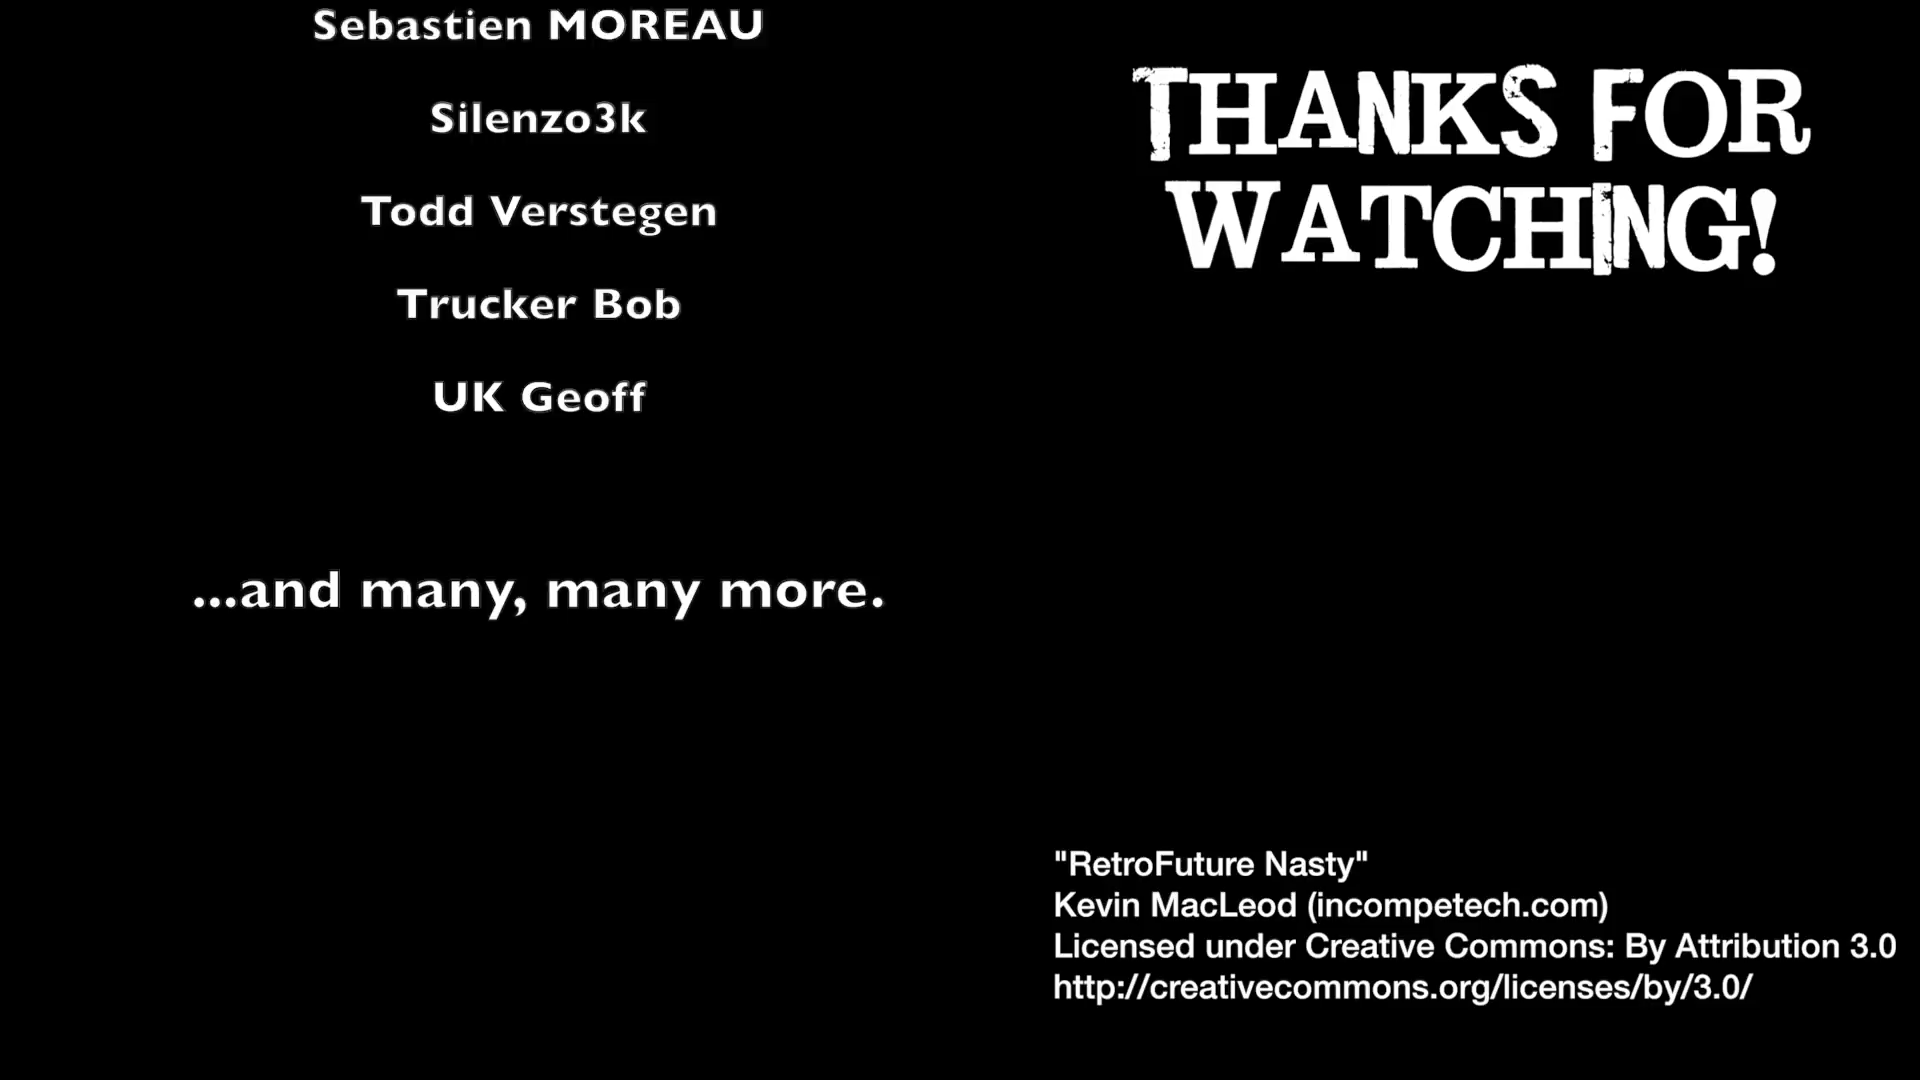 Sebastien MOREAU
Silenzo3k
Todd Verstegen
Trucker Bob
UK Geoff
...and many, many more.
THANKS FOR
WATCHING!
"RetroFuture Nasty"
Kevin MacLeod (incompetech.com)
Licensed under Creative Commons: By Attribution 3.0
http://creativecommons.org/licenses/by/3.0/